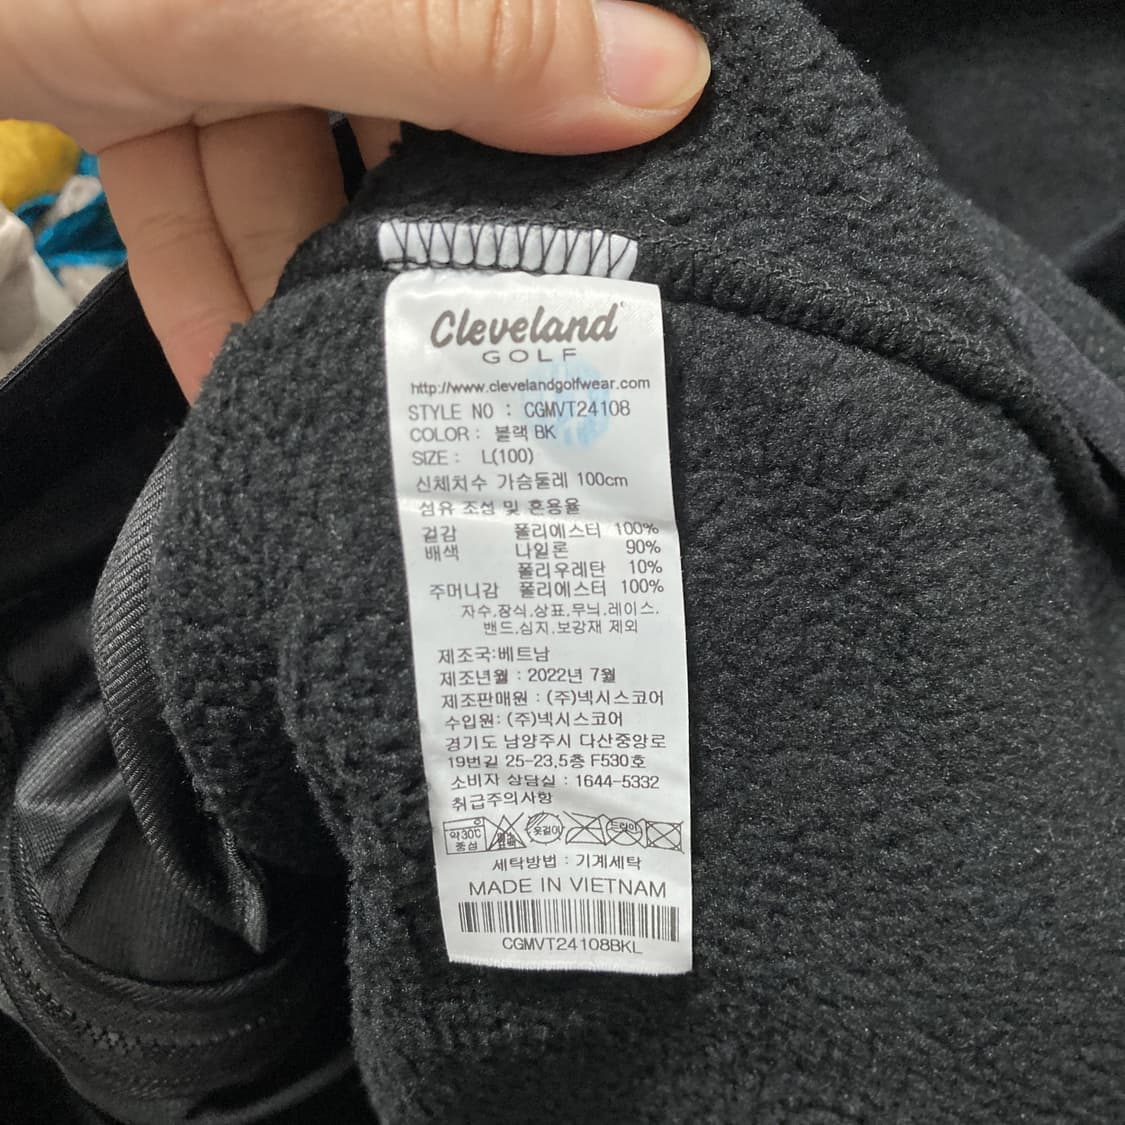 Cleveland
GOLF
http://www.clevelandgolfwear.com
STYLE NO : CGMVT24108
COLOR : 블랙 BK
SIZE : L(100)
신체치수 가슴둘레 100cm
섬유 조성 및 혼용율
겉감 폴리에스터 100%
배색 나일론 90%
폴리우레탄 10%
주머니감 폴리에스터 100%
자수,장식,상표,무늬,레이스,
밴드,심지,보강재 제외
제조국:베트남
제조년월 : 2022년 7월
제조판매원 : (주)넥시스코어
수입원: (주)넥시스코어
경기도 남양주시 다산중앙로
19번길 25-23,5층 F530호
소비자 상담실 : 1644-5332
취급주의사항
약30℃ 옷걸이 드라이
중성
세탁방법 : 기계세탁
MADE IN VIETNAM
CGMVT24108BKL